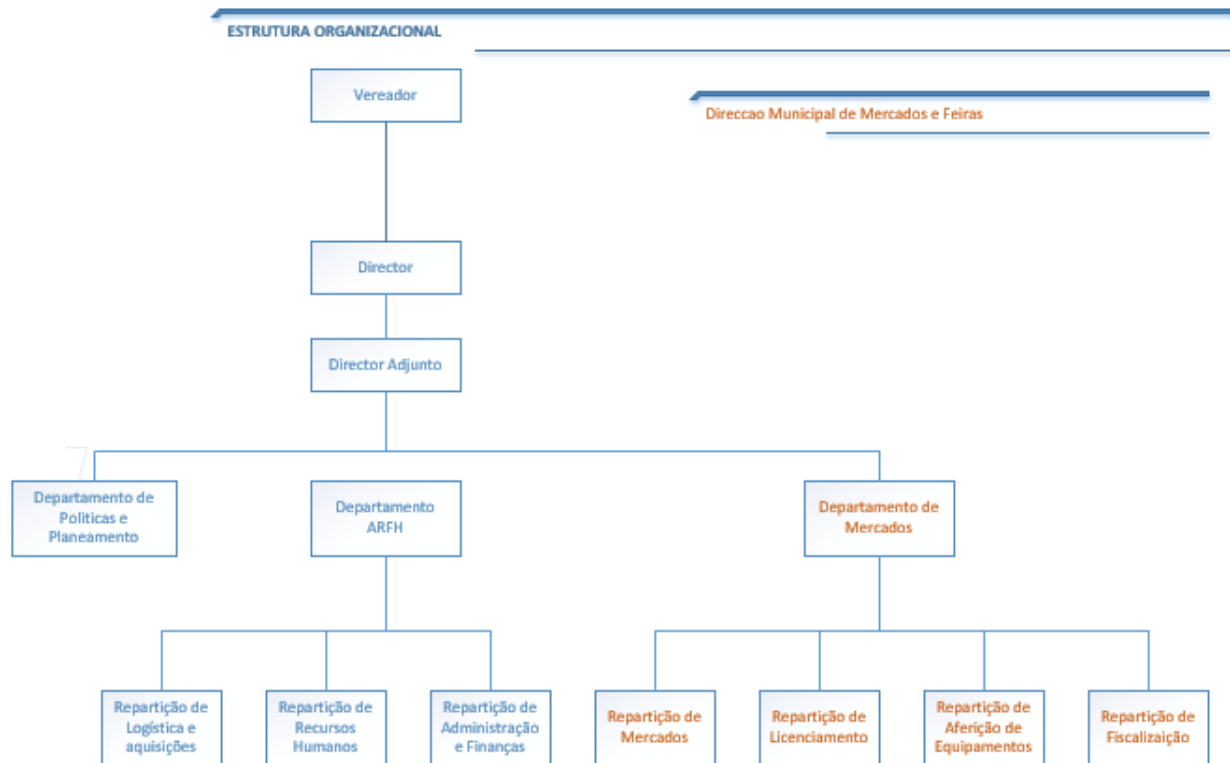 ESTRUTURA ORGANIZACIONAL
Vereador
Direccao Municipal de Mercados e Feiras
Director
Director Adjunto
Departamento de
Políticas e
Planeamento
Departamento
ARFH
Departamento de
Mercados
Repartição de
Logística e
aquisições
Repartição de
Recursos
Humanos
Repartição de
Administração
e Finanças
Repartição de
Mercados
Repartição de
Licenciamento
Repartição de
Aferição de
Equipamentos
Repartição de
Fiscalizaição